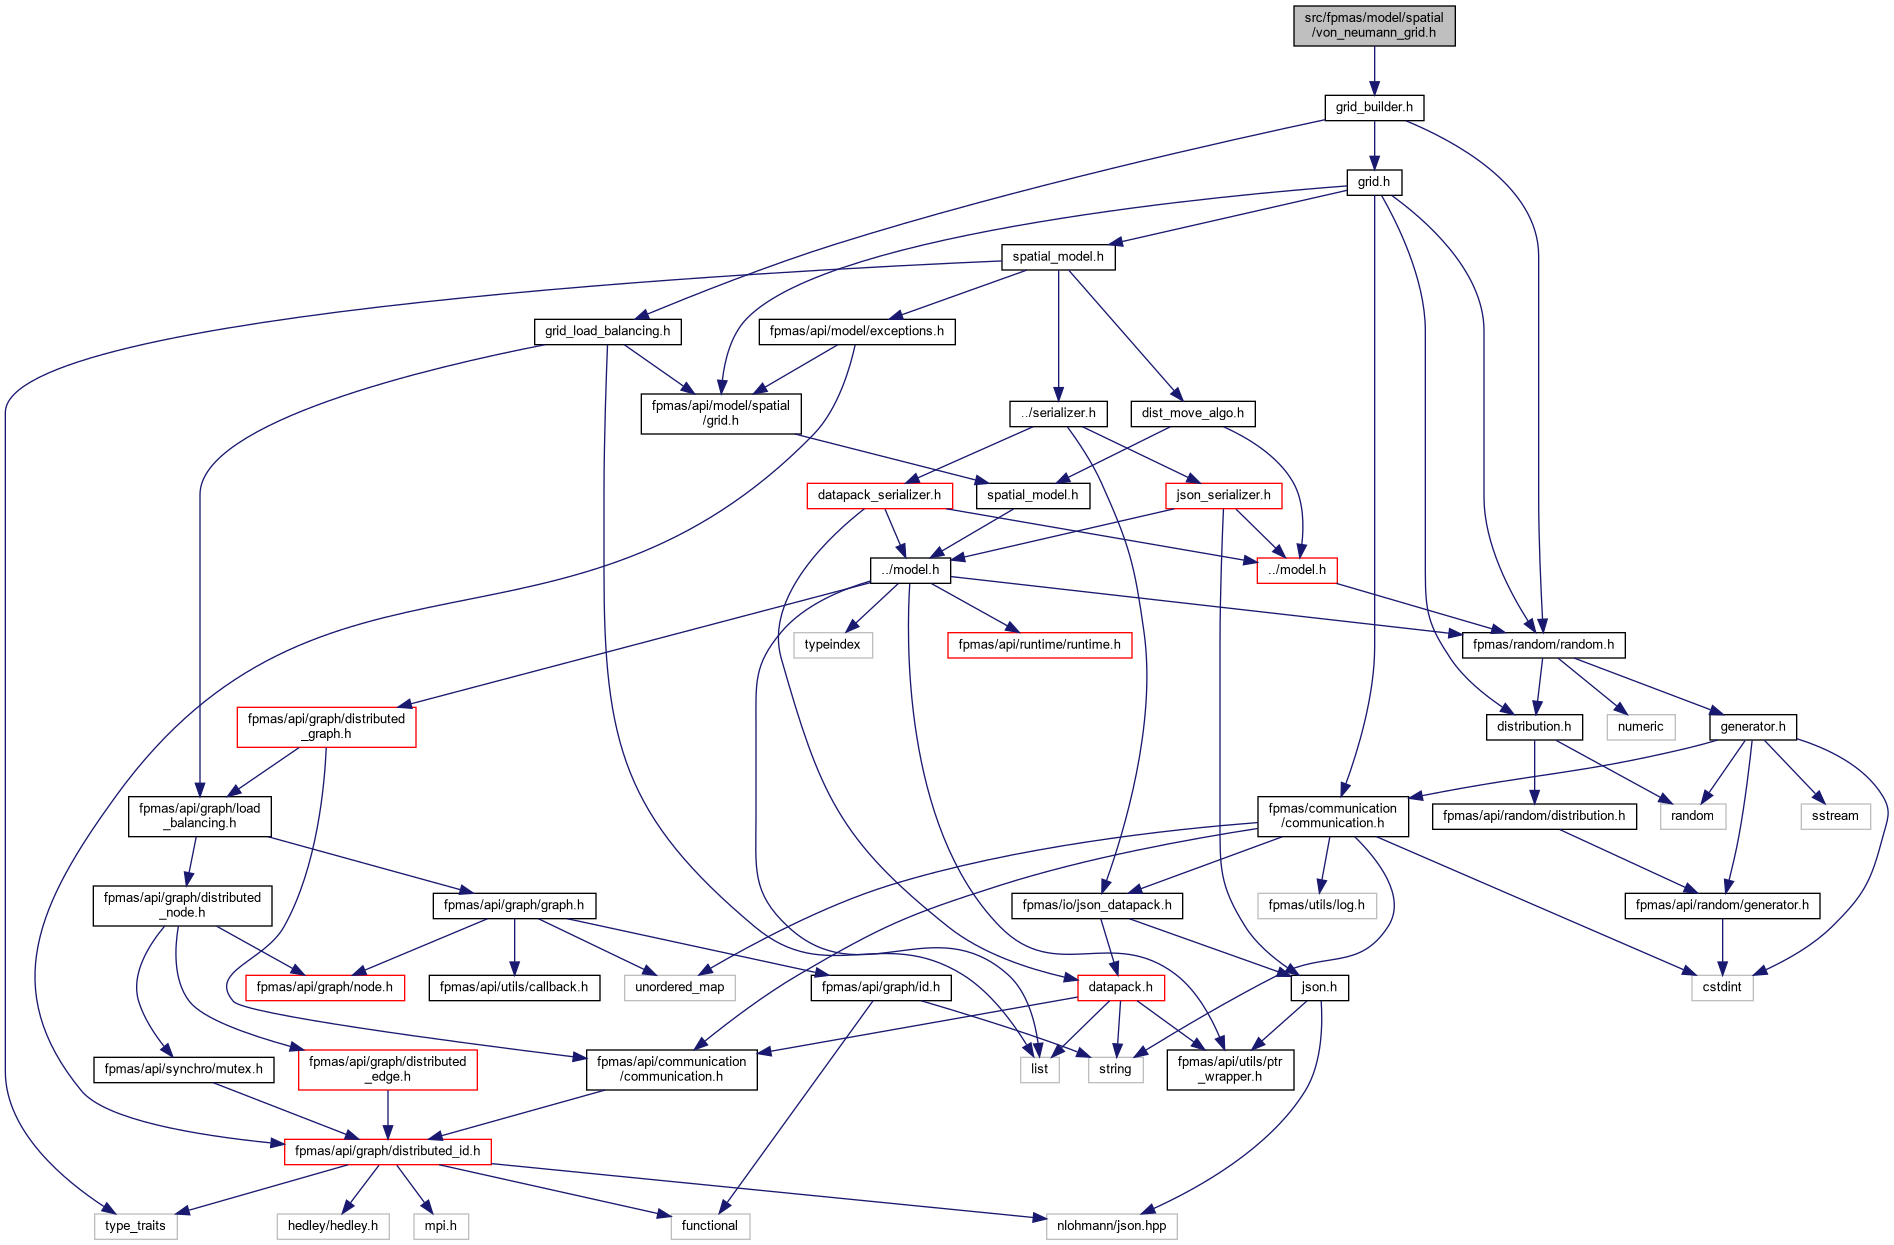 src/fpmas/model/spatial
/von_neumann_grid.h
grid_builder.h
grid.h
spatial_model.h
grid_load_balancing.h
fpmas/api/model/exceptions.h
fpmas/api/model/spatial
/grid.h
../serializer.h
dist_move_algo.h
datapack_serializer.h
spatial_model.h
json_serializer.h
../model.h
../model.h
typeindex
fpmas/api/runtime/runtime.h
fpmas/random/random.h
fpmas/api/graph/distributed
_graph.h
distribution.h
numeric
generator.h
fpmas/api/graph/load
_balancing.h
fpmas/communication
/communication.h
fpmas/api/random/distribution.h
random
sstream
fpmas/api/graph/distributed
_node.h
fpmas/api/graph/graph.h
fpmas/io/json_datapack.h
fpmas/utils/log.h
fpmas/api/random/generator.h
fpmas/api/graph/node.h
fpmas/api/utils/callback.h
unordered_map
fpmas/api/graph/id.h
datapack.h
json.h
cstdint
fpmas/api/synchro/mutex.h
fpmas/api/graph/distributed
_edge.h
fpmas/api/communication
/communication.h
list
string
fpmas/api/utils/ptr
_wrapper.h
fpmas/api/graph/distributed_id.h
type_traits
hedley/hedley.h
mpi.h
functional
nlohmann/json.hpp